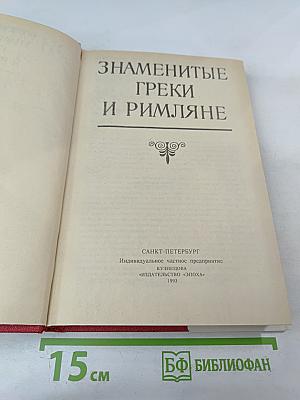 ЗНАМЕНИТЫЕ
ГРЕКИ
И РИМЛЯНЕ
САНКТ-ПЕТЕРБУРГ
Индивидуальное частное предприятие
КУЗНЕЦОВА
«ИЗДАТЕЛЬСТВО «ЭПОХА»
1993
15 см
БФ БИБЛИОФАН